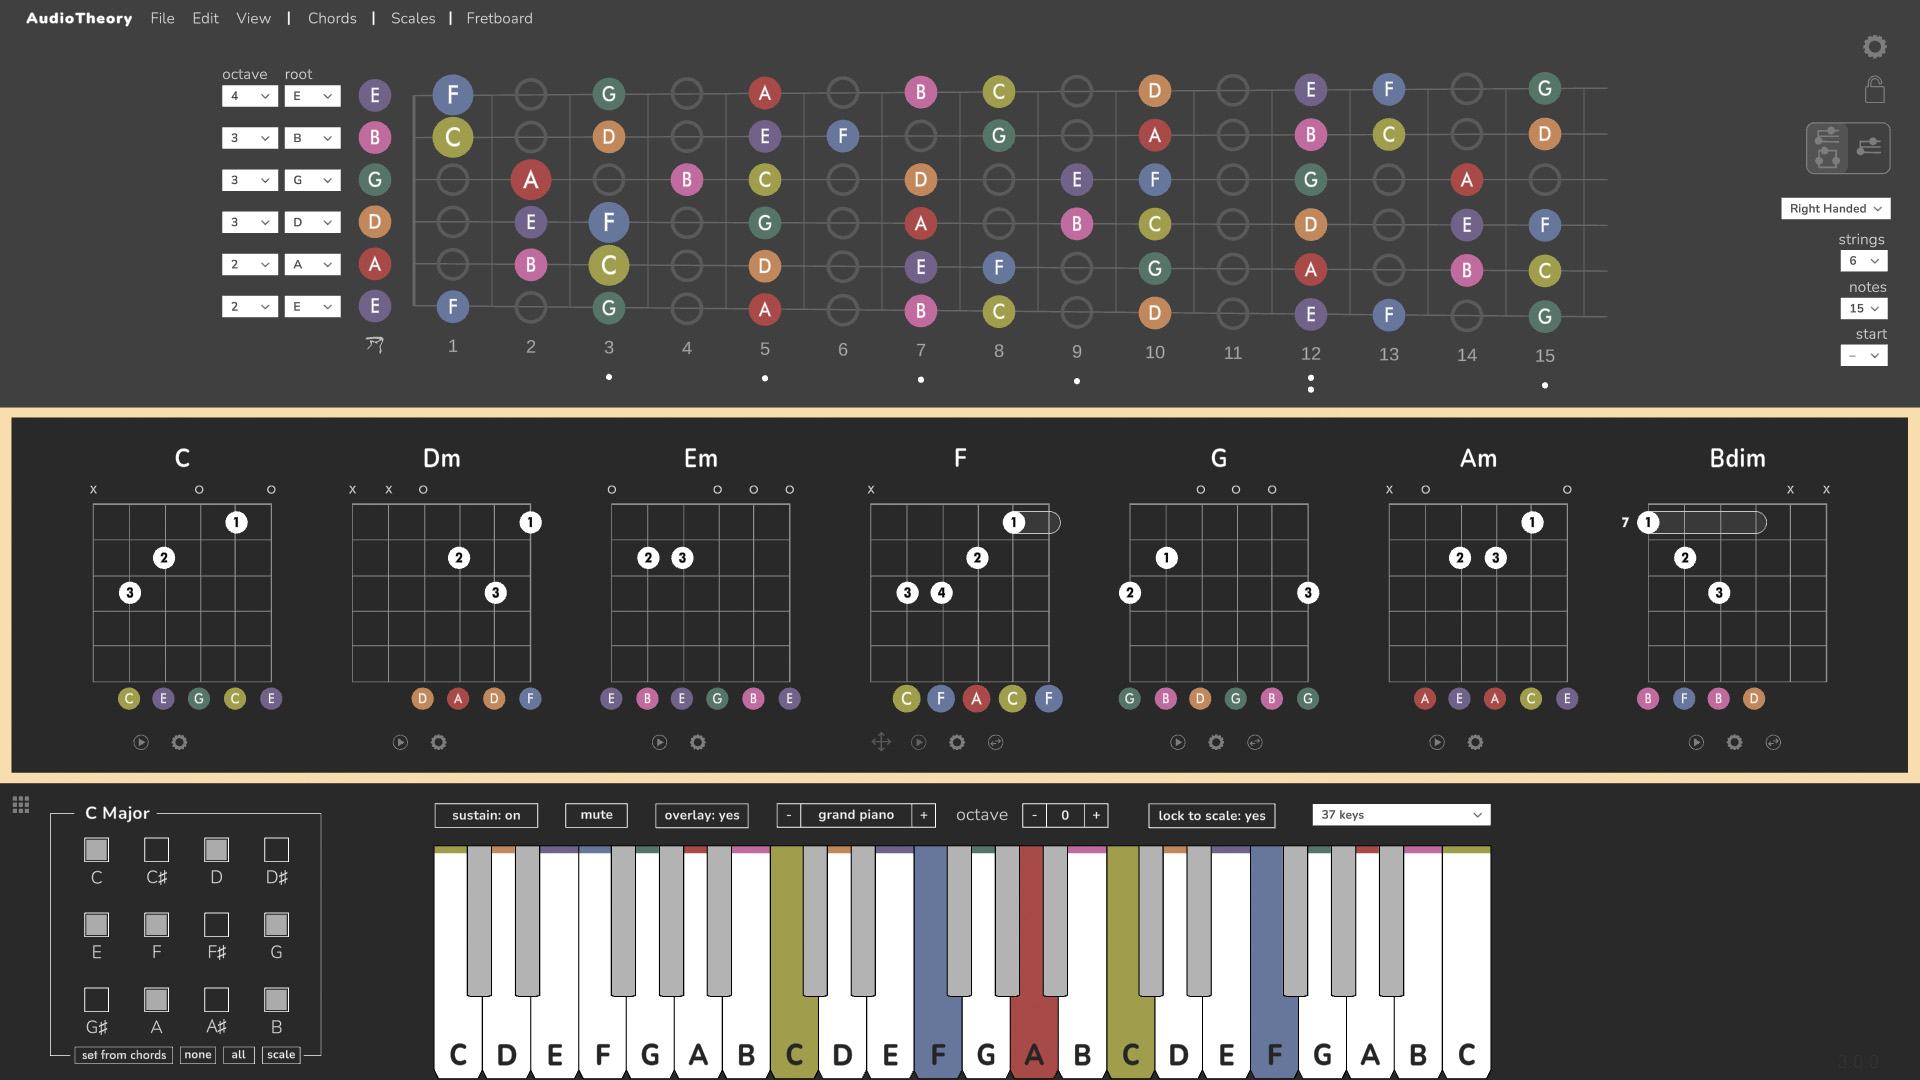 AudioTheory File Edit View | Chords | Scales | Fretboard
octave root
4 E E F G A B C D E F G
3 B B C D E F G A B C D
3 G G A B C D E F G A
3 D D E F G A B C D E F
2 A A B C D E F G A B C
2 E E F G A B C D E F G
1 2 3 4 5 6 7 8 9 10 11 12 13 14 15
Right Handed
strings
6
notes
15
start
–
C Dm Em F G Am Bdim
x o o x x o o o o o x o o o x o o x x
1 1 1 1 7 1
2 2 2 3 2 1 2 3 2
3 3 3 4 2 3 3
C E G C E D A D F E B E G B E C F A C F G B D G B G A E A C E B F B D
C Major
C C♯ D D♯
E F F♯ G
G♯ A A♯ B
set from chords none all scale
sustain: on mute overlay: yes - grand piano + octave - 0 + lock to scale: yes 37 keys
C D E F G A B C D E F G A B C D E F G A B C
3.0.0